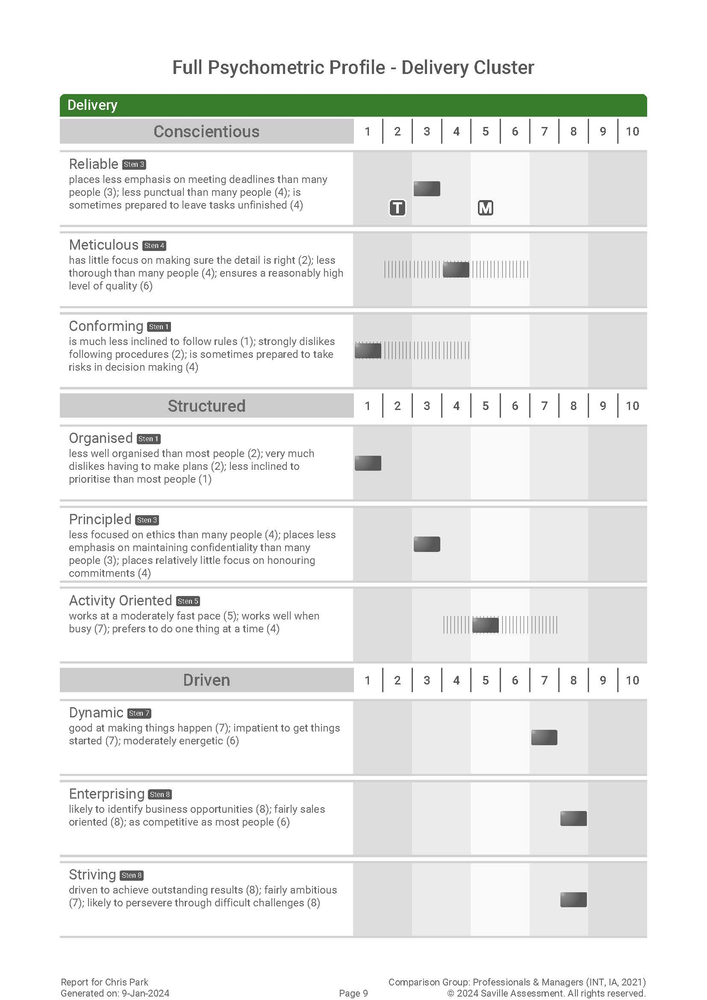 Full Psychometric Profile - Delivery Cluster
Delivery
Conscientious 1 2 3 4 5 6 7 8 9 10
Reliable Sten 3
places less emphasis on meeting deadlines than many
people (3); less punctual than many people (4); is
sometimes prepared to leave tasks unfinished (4)
T M
Meticulous Sten 4
has little focus on making sure the detail is right (2); less
thorough than many people (4); ensures a reasonably high
level of quality (6)
Conforming Sten 1
is much less inclined to follow rules (1); strongly dislikes
following procedures (2); is sometimes prepared to take
risks in decision making (4)
Structured 1 2 3 4 5 6 7 8 9 10
Organised Sten 1
less well organised than most people (2); very much
dislikes having to make plans (2); less inclined to
prioritise than most people (1)
Principled Sten 3
less focused on ethics than many people (4); places less
emphasis on maintaining confidentiality than many
people (3); places relatively little focus on honouring
commitments (4)
Activity Oriented Sten 5
works at a moderately fast pace (5); works well when
busy (7); prefers to do one thing at a time (4)
Driven 1 2 3 4 5 6 7 8 9 10
Dynamic Sten 7
good at making things happen (7); impatient to get things
started (7); moderately energetic (6)
Enterprising Sten 8
likely to identify business opportunities (8); fairly sales
oriented (8); as competitive as most people (6)
Striving Sten 8
driven to achieve outstanding results (8); fairly ambitious
(7); likely to persevere through difficult challenges (8)
Report for Chris Park Comparison Group: Professionals & Managers (INT, IA, 2021)
Generated on: 9-Jan-2024 Page 9 © 2024 Saville Assessment. All rights reserved.